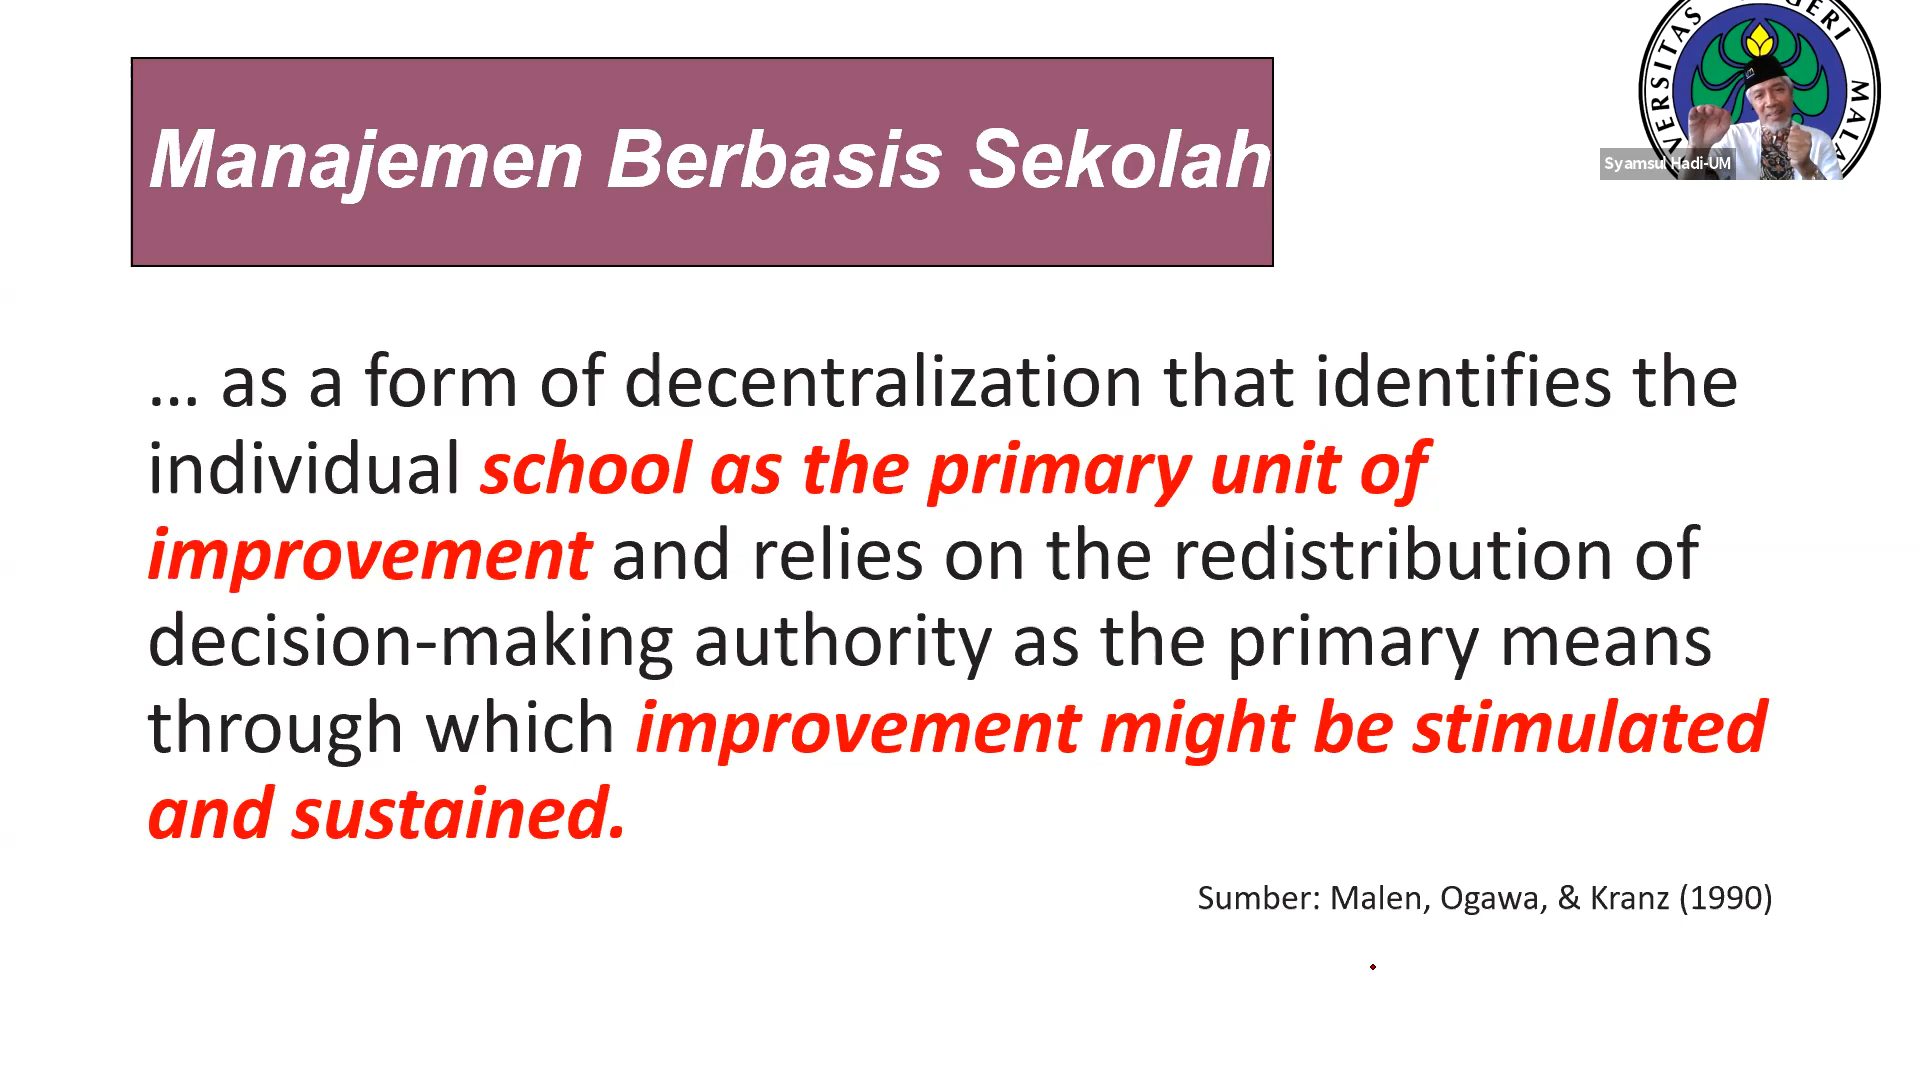 Manajemen Berbasis Sekolah
Syamsul Hadi-UM
... as a form of decentralization that identifies the
individual school as the primary unit of
improvement and relies on the redistribution of
decision-making authority as the primary means
through which improvement might be stimulated
and sustained.
Sumber: Malen, Ogawa, & Kranz (1990)